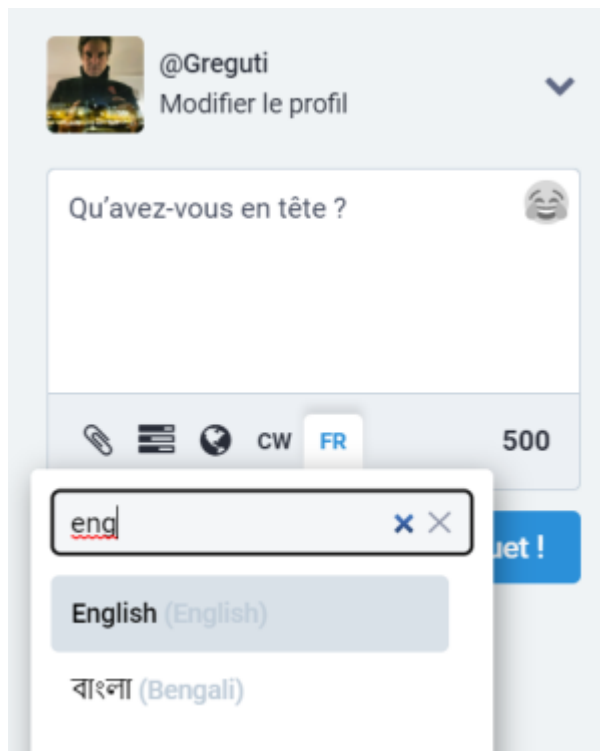 @Greguti
Modifier le profil
Qu’avez-vous en tête ?
CW FR 500
eng
uet !
English (English)
বাংলা (Bengali)